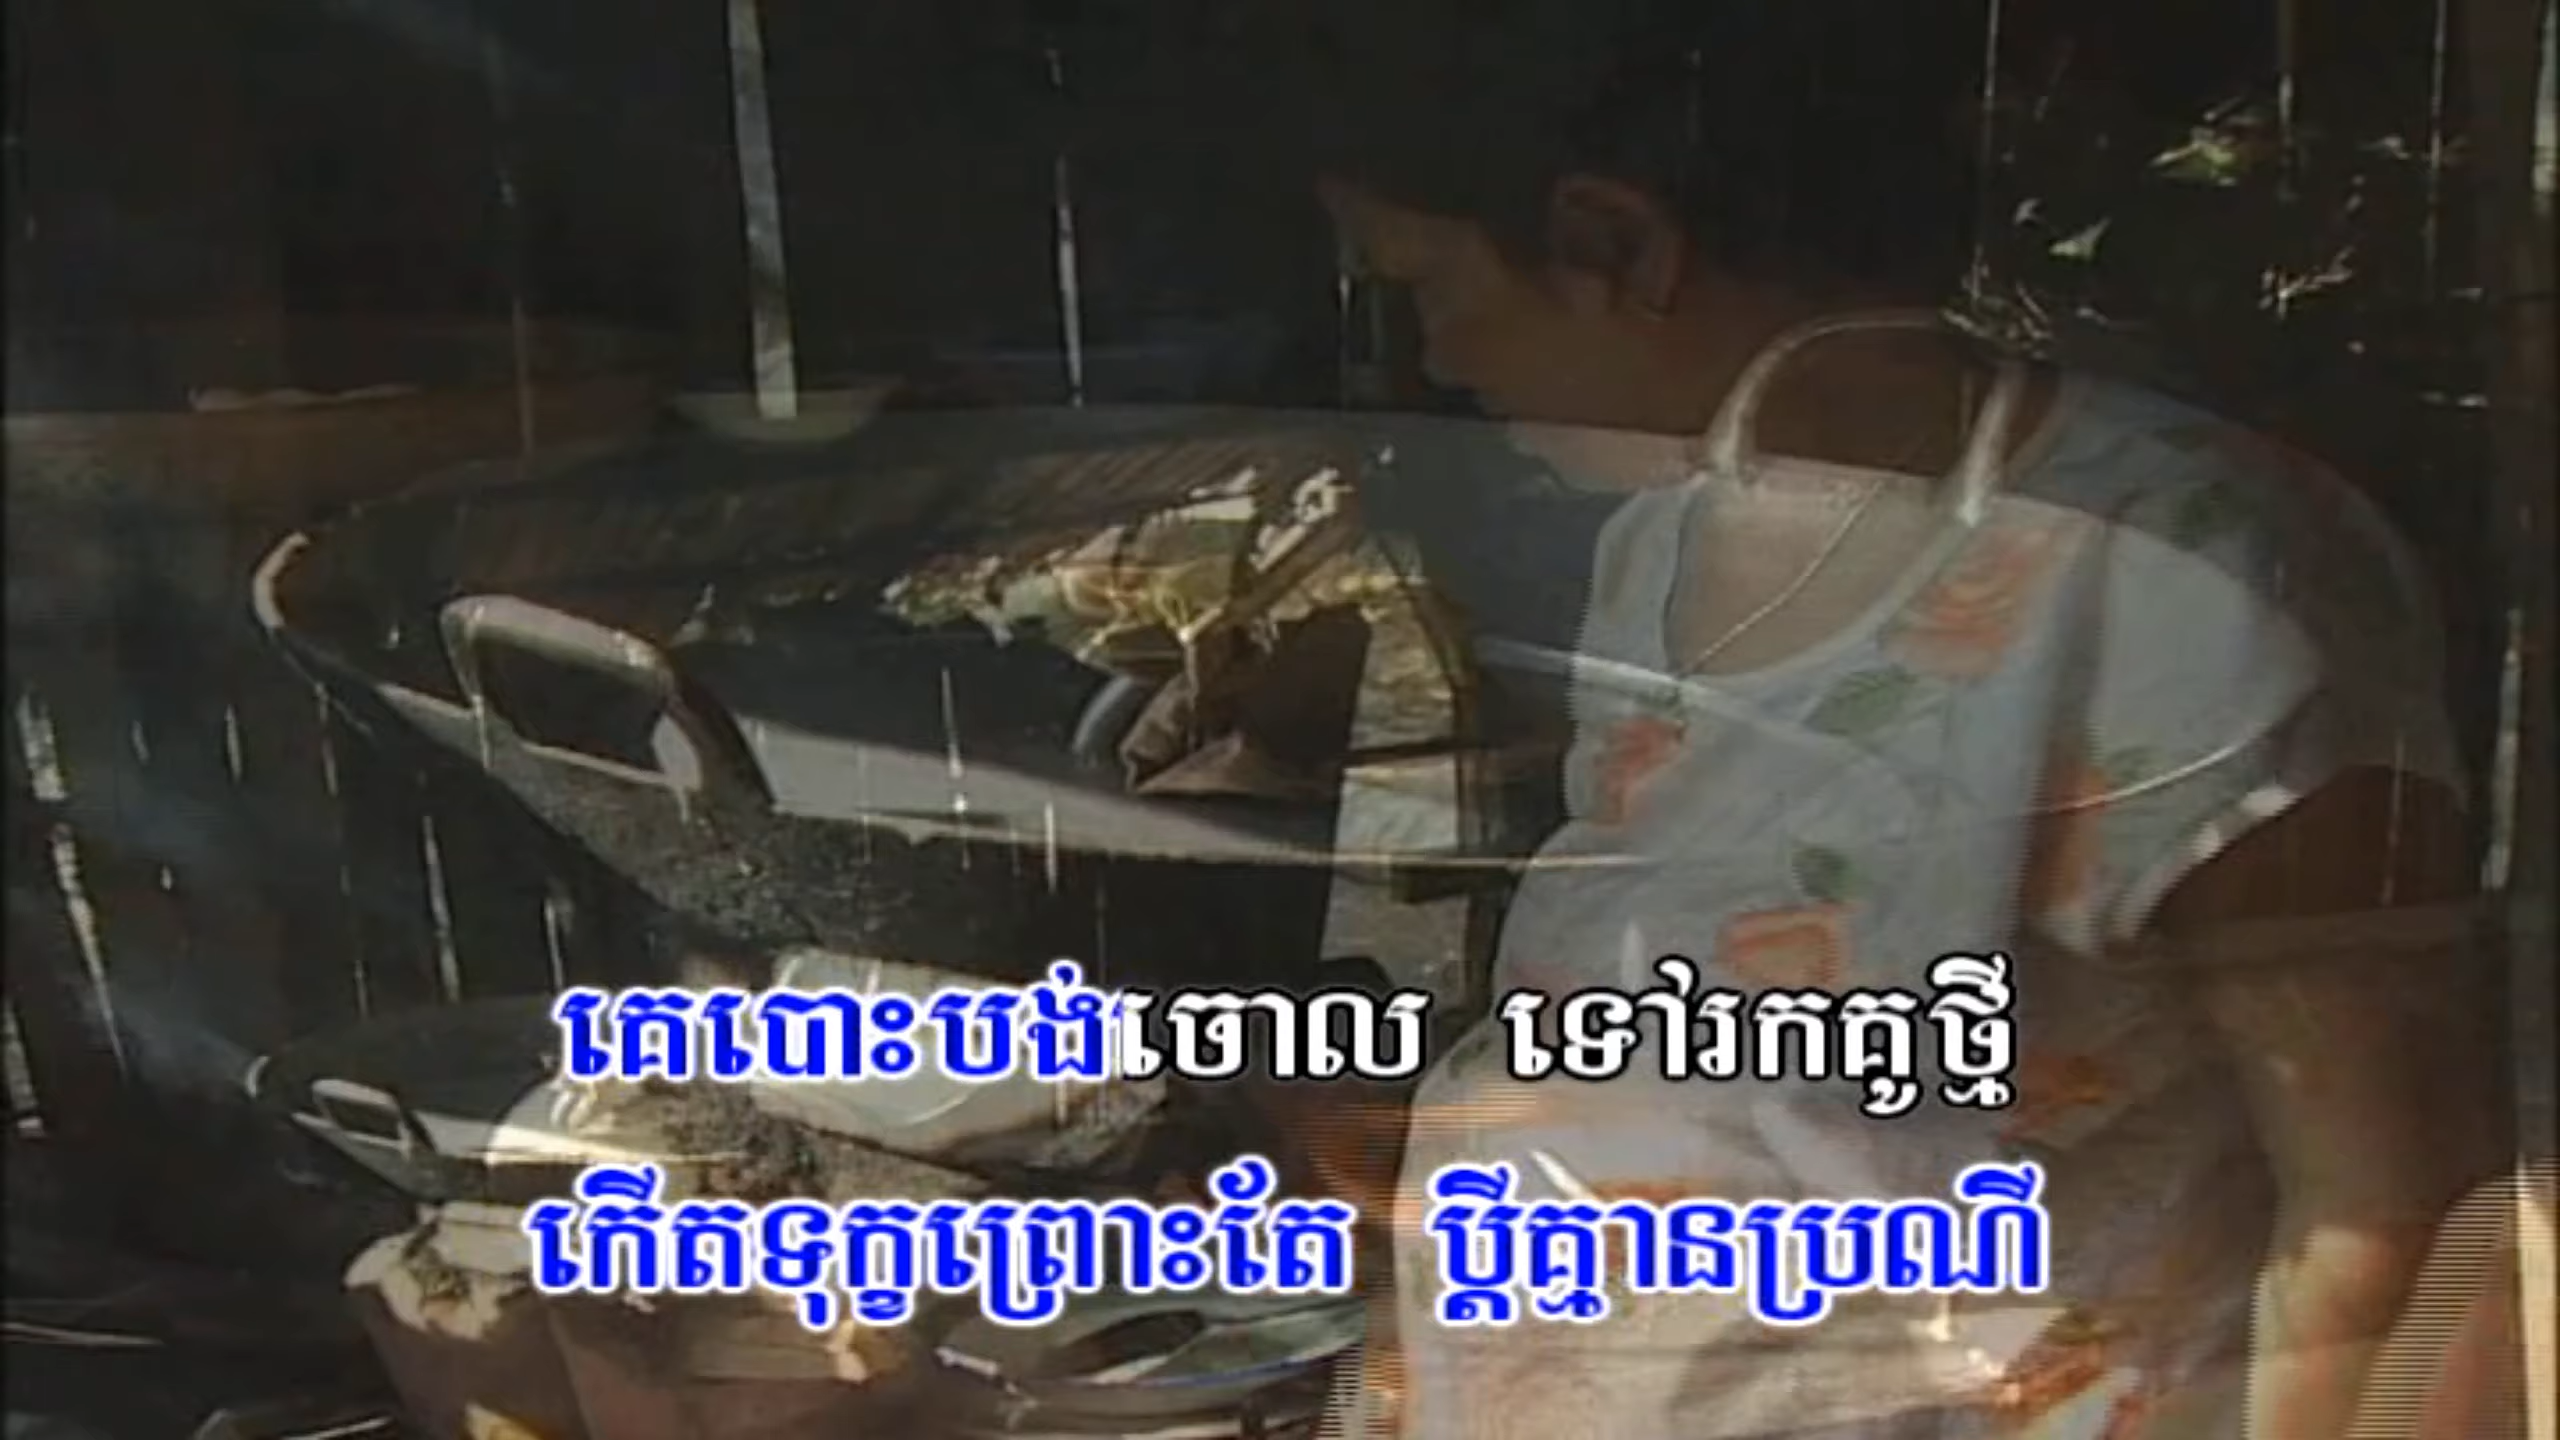 គេបោះបង់ចោល ទៅរកគូថ្មី
កើតទុក្ខព្រោះតែ ប្ដីគ្មានប្រណី